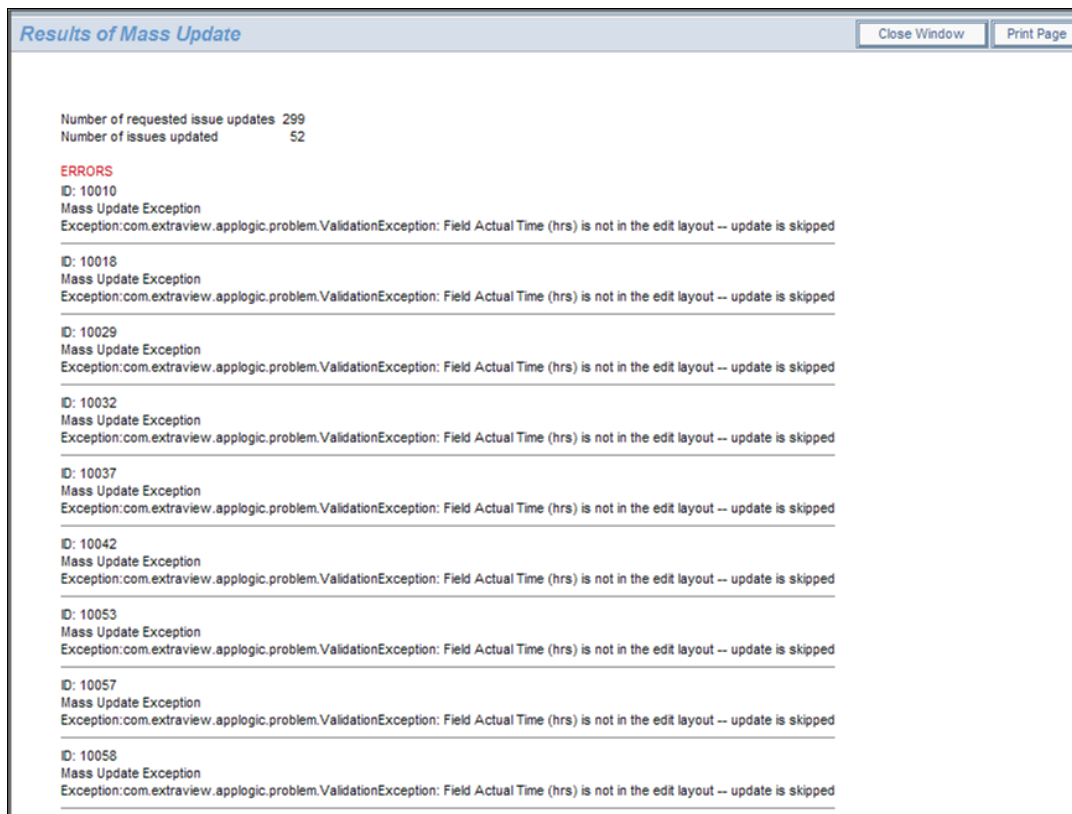 Results of Mass Update
Close Window
Print Page
Number of requested issue updates 299
Number of issues updated 52
ERRORS
ID: 10010
Mass Update Exception
Exception:com.extraview.applogic.problem.ValidationException: Field Actual Time (hrs) is not in the edit layout -- update is skipped
ID: 10018
Mass Update Exception
Exception:com.extraview.applogic.problem.ValidationException: Field Actual Time (hrs) is not in the edit layout -- update is skipped
ID: 10029
Mass Update Exception
Exception:com.extraview.applogic.problem.ValidationException: Field Actual Time (hrs) is not in the edit layout -- update is skipped
ID: 10032
Mass Update Exception
Exception:com.extraview.applogic.problem.ValidationException: Field Actual Time (hrs) is not in the edit layout -- update is skipped
ID: 10037
Mass Update Exception
Exception:com.extraview.applogic.problem.ValidationException: Field Actual Time (hrs) is not in the edit layout -- update is skipped
ID: 10042
Mass Update Exception
Exception:com.extraview.applogic.problem.ValidationException: Field Actual Time (hrs) is not in the edit layout -- update is skipped
ID: 10053
Mass Update Exception
Exception:com.extraview.applogic.problem.ValidationException: Field Actual Time (hrs) is not in the edit layout -- update is skipped
ID: 10057
Mass Update Exception
Exception:com.extraview.applogic.problem.ValidationException: Field Actual Time (hrs) is not in the edit layout -- update is skipped
ID: 10058
Mass Update Exception
Exception:com.extraview.applogic.problem.ValidationException: Field Actual Time (hrs) is not in the edit layout -- update is skipped